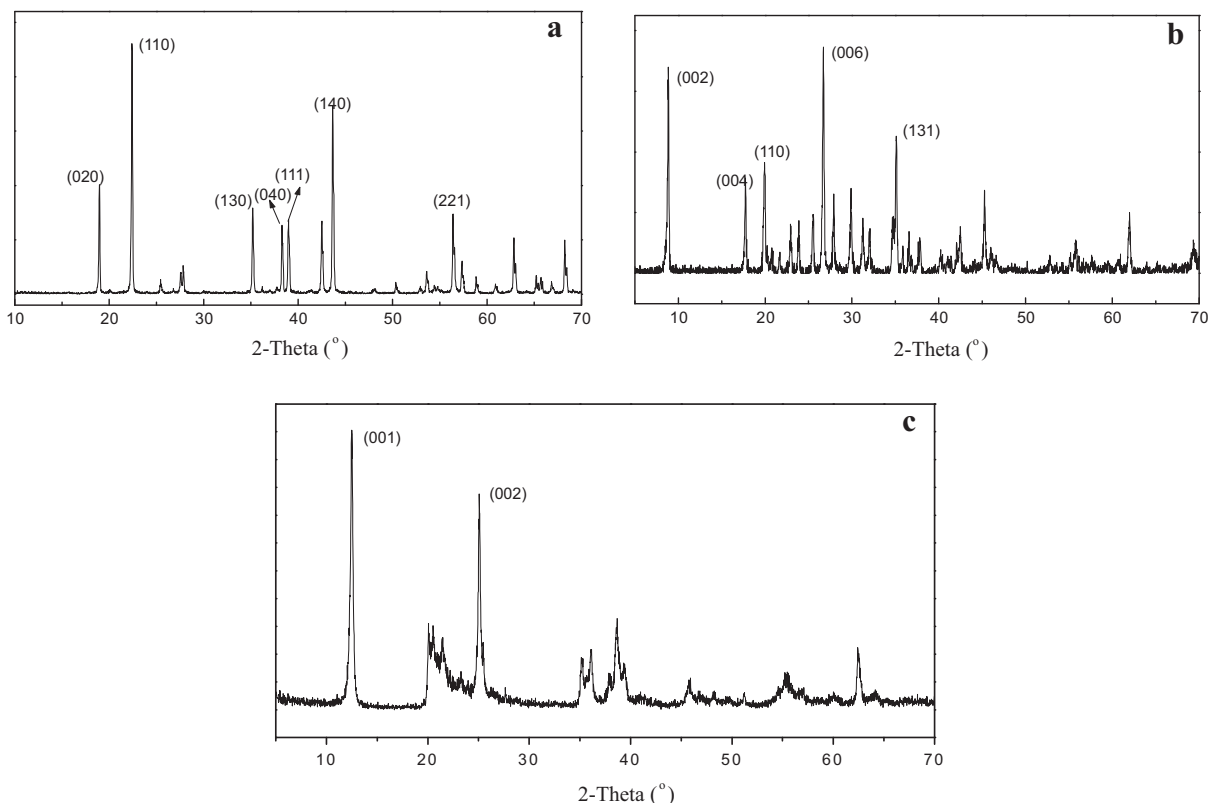 a
(110)
(140)
(020)
(111)
(130)
(040)
(221)
10 20 30 40 50 60 70
2-Theta (°)
b
(006)
(002)
(131)
(110)
(004)
10 20 30 40 50 60 70
2-Theta (°)
c
(001)
(002)
10 20 30 40 50 60 70
2-Theta (°)